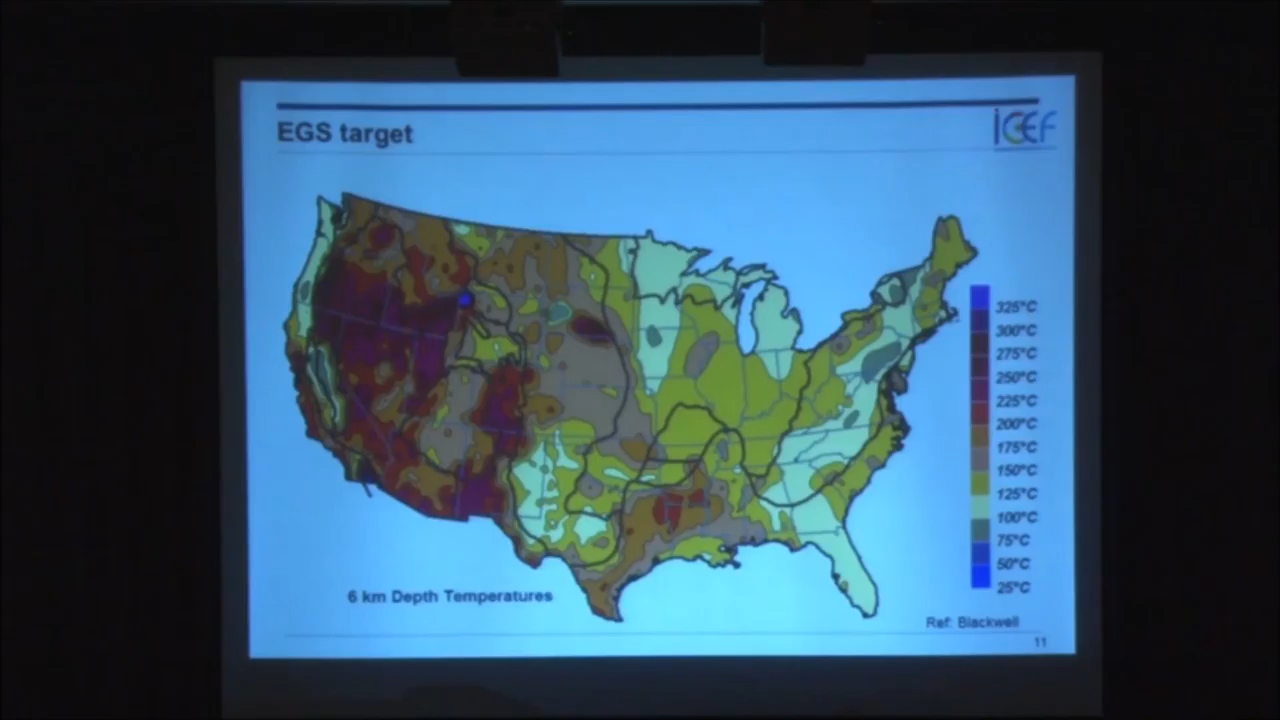 EGS target
ICEF
325°C
300°C
275°C
250°C
225°C
200°C
175°C
150°C
125°C
100°C
75°C
50°C
25°C
6 km Depth Temperatures
Ref: Blackwell
11